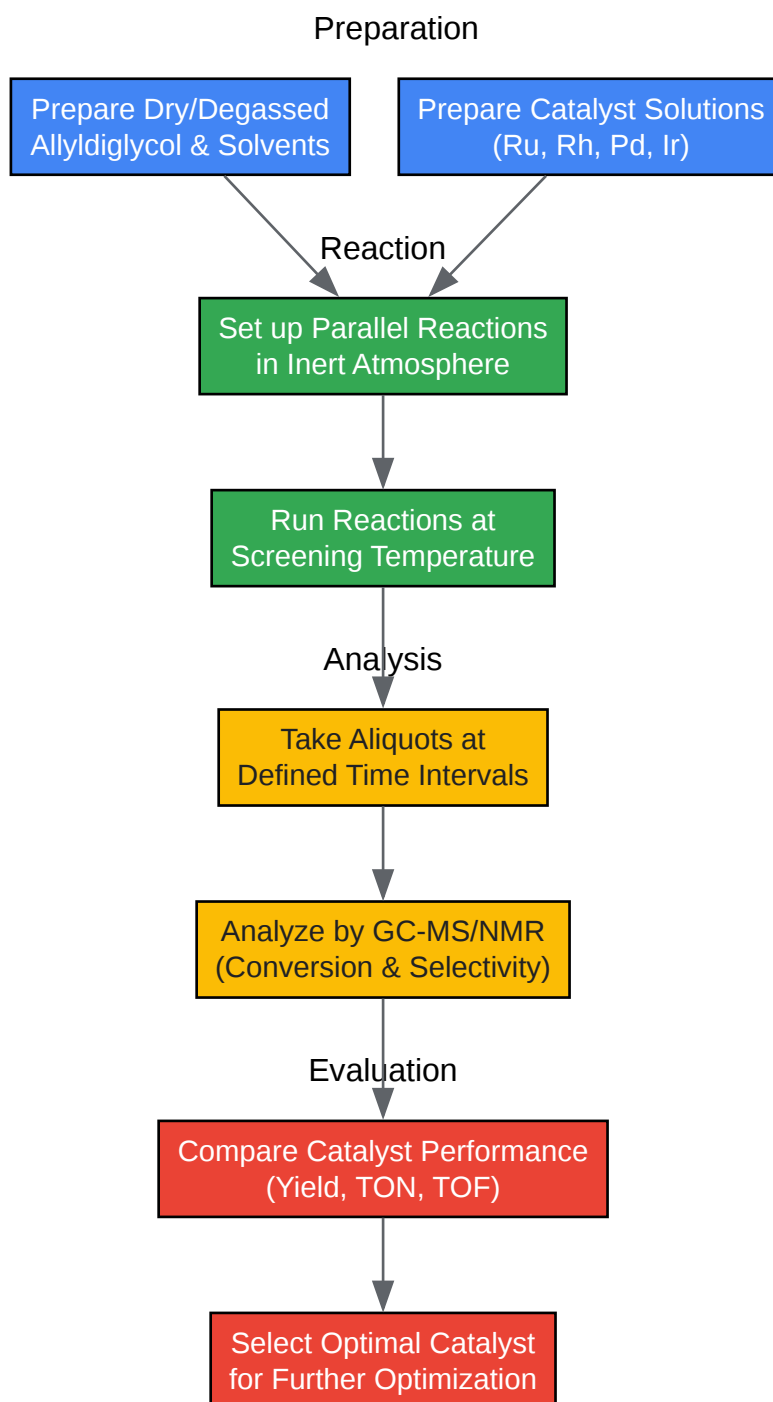 Preparation
Prepare Dry/Degassed
Allyldiglycol & Solvents
Prepare Catalyst Solutions
(Ru, Rh, Pd, Ir)
Reaction
Set up Parallel Reactions
in Inert Atmosphere
Run Reactions at
Screening Temperature
Analysis
Take Aliquots at
Defined Time Intervals
Analyze by GC-MS/NMR
(Conversion & Selectivity)
Evaluation
Compare Catalyst Performance
(Yield, TON, TOF)
Select Optimal Catalyst
for Further Optimization